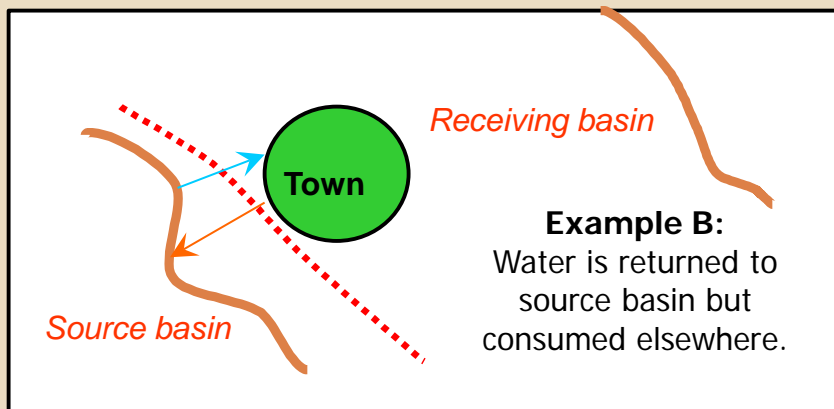 Receiving basin
Town
Example B:
Water is returned to
source basin but
consumed elsewhere.
Source basin